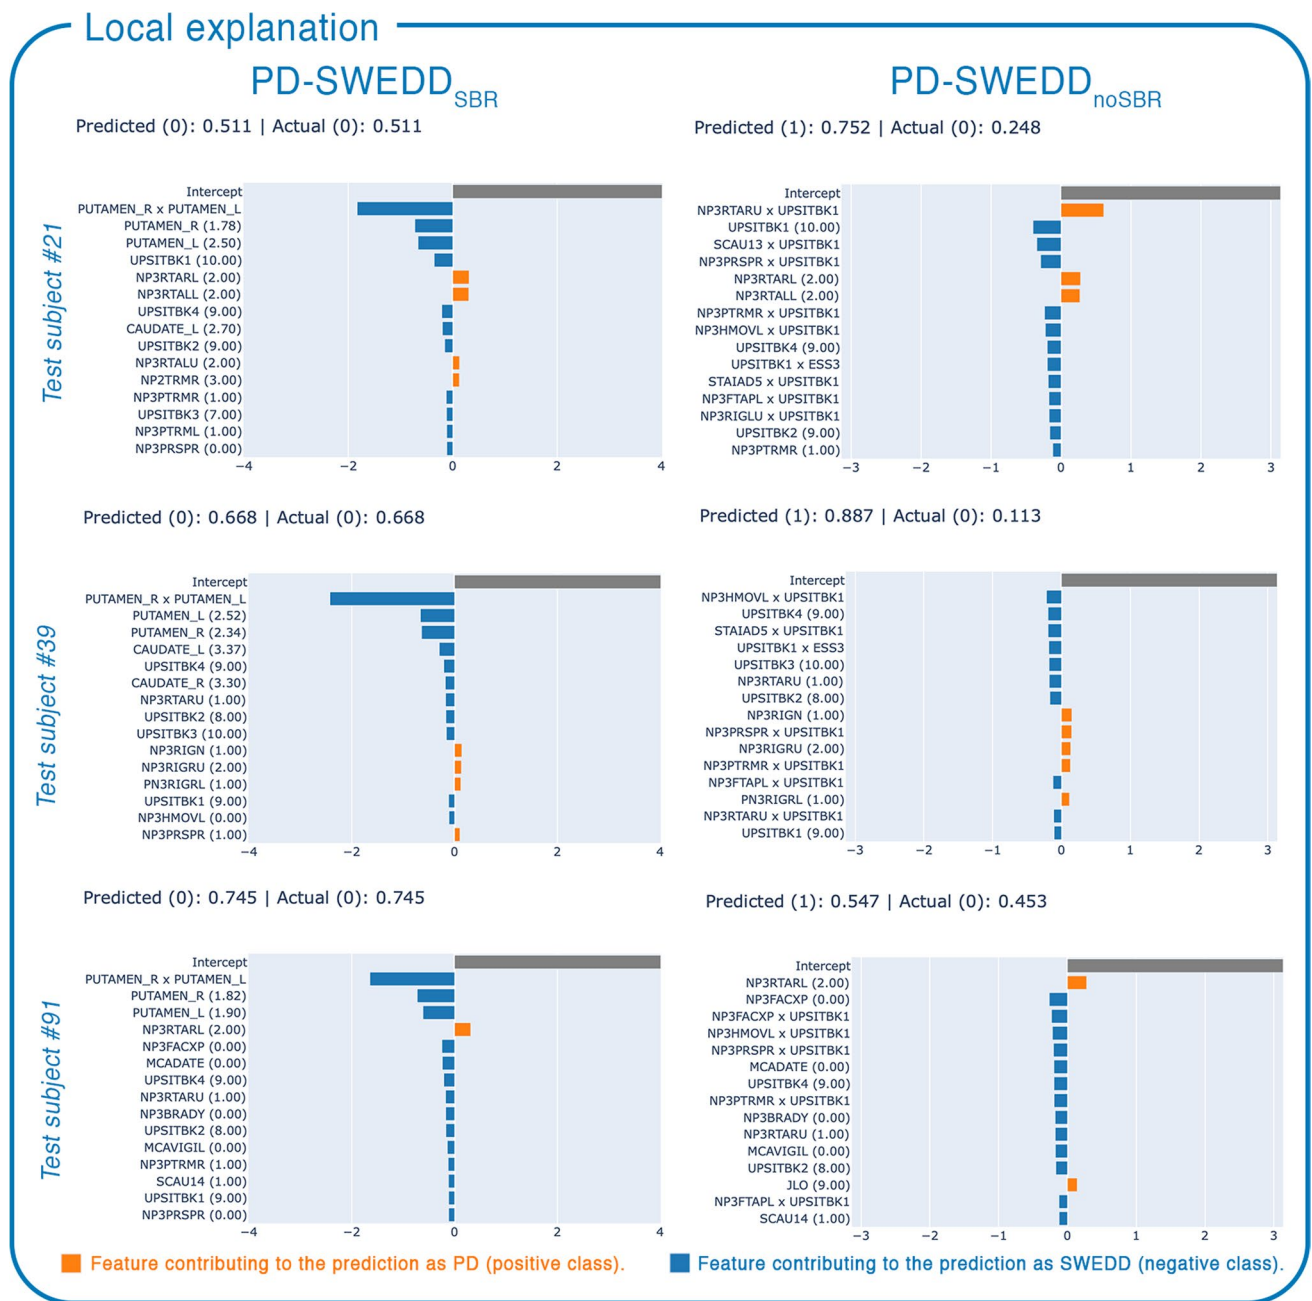 Local explanation
PD-SWEDD SBR
Predicted (0): 0.511 | Actual (0): 0.511
Test subject #21
Intercept
PUTAMEN_R x PUTAMEN_L
PUTAMEN_R (1.78)
PUTAMEN_L (2.50)
UPSITBK1 (10.00)
NP3RTARL (2.00)
NP3RTALL (2.00)
UPSITBK4 (9.00)
CAUDATE_L (2.70)
UPSITBK2 (9.00)
NP3RTALU (2.00)
NP2TRMR (3.00)
NP3PTRMR (1.00)
UPSITBK3 (7.00)
NP3PTRML (1.00)
NP3PRSPR (0.00)
−4 −2 0 2 4
PD-SWEDD noSBR
Predicted (1): 0.752 | Actual (0): 0.248
Intercept
NP3RTARU x UPSITBK1
UPSITBK1 (10.00)
SCAU13 x UPSITBK1
NP3PRSPR x UPSITBK1
NP3RTARL (2.00)
NP3RTALL (2.00)
NP3PTRMR x UPSITBK1
NP3HMOVL x UPSITBK1
UPSITBK4 (9.00)
UPSITBK1 x ESS3
STAIAD5 x UPSITBK1
NP3FTAPL x UPSITBK1
NP3RIGLU x UPSITBK1
UPSITBK2 (9.00)
NP3PTRMR (1.00)
−3 −2 −1 0 1 2 3
Predicted (0): 0.668 | Actual (0): 0.668
Test subject #39
Intercept
PUTAMEN_R x PUTAMEN_L
PUTAMEN_L (2.52)
PUTAMEN_R (2.34)
CAUDATE_L (3.37)
UPSITBK4 (9.00)
CAUDATE_R (3.30)
NP3RTARU (1.00)
UPSITBK2 (8.00)
UPSITBK3 (10.00)
NP3RIGN (1.00)
NP3RIGRU (2.00)
PN3RIGRL (1.00)
UPSITBK1 (9.00)
NP3HMOVL (0.00)
NP3PRSPR (1.00)
−4 −2 0 2 4
Predicted (1): 0.887 | Actual (0): 0.113
Intercept
NP3HMOVL x UPSITBK1
UPSITBK4 (9.00)
STAIAD5 x UPSITBK1
UPSITBK1 x ESS3
UPSITBK3 (10.00)
NP3RTARU (1.00)
UPSITBK2 (8.00)
NP3RIGN (1.00)
NP3PRSPR x UPSITBK1
NP3RIGRU (2.00)
NP3PTRMR x UPSITBK1
NP3FTAPL x UPSITBK1
PN3RIGRL (1.00)
NP3RTARU x UPSITBK1
UPSITBK1 (9.00)
−3 −2 −1 0 1 2 3
Predicted (0): 0.745 | Actual (0): 0.745
Test subject #91
Intercept
PUTAMEN_R x PUTAMEN_L
PUTAMEN_R (1.82)
PUTAMEN_L (1.90)
NP3RTARL (2.00)
NP3FACXP (0.00)
MCADATE (0.00)
UPSITBK4 (9.00)
NP3RTARU (1.00)
NP3BRADY (0.00)
UPSITBK2 (8.00)
MCAVIGIL (0.00)
NP3PTRMR (1.00)
SCAU14 (1.00)
UPSITBK1 (9.00)
NP3PRSPR (0.00)
−4 −2 0 2 4
Predicted (1): 0.547 | Actual (0): 0.453
Intercept
NP3RTARL (2.00)
NP3FACXP (0.00)
NP3FACXP x UPSITBK1
NP3HMOVL x UPSITBK1
NP3PRSPR x UPSITBK1
MCADATE (0.00)
UPSITBK4 (9.00)
NP3PTRMR x UPSITBK1
NP3BRADY (0.00)
NP3RTARU (1.00)
MCAVIGIL (0.00)
UPSITBK2 (8.00)
JLO (9.00)
NP3FTAPL x UPSITBK1
SCAU14 (1.00)
−3 −2 −1 0 1 2 3
Feature contributing to the prediction as PD (positive class).
Feature contributing to the prediction as SWEDD (negative class).